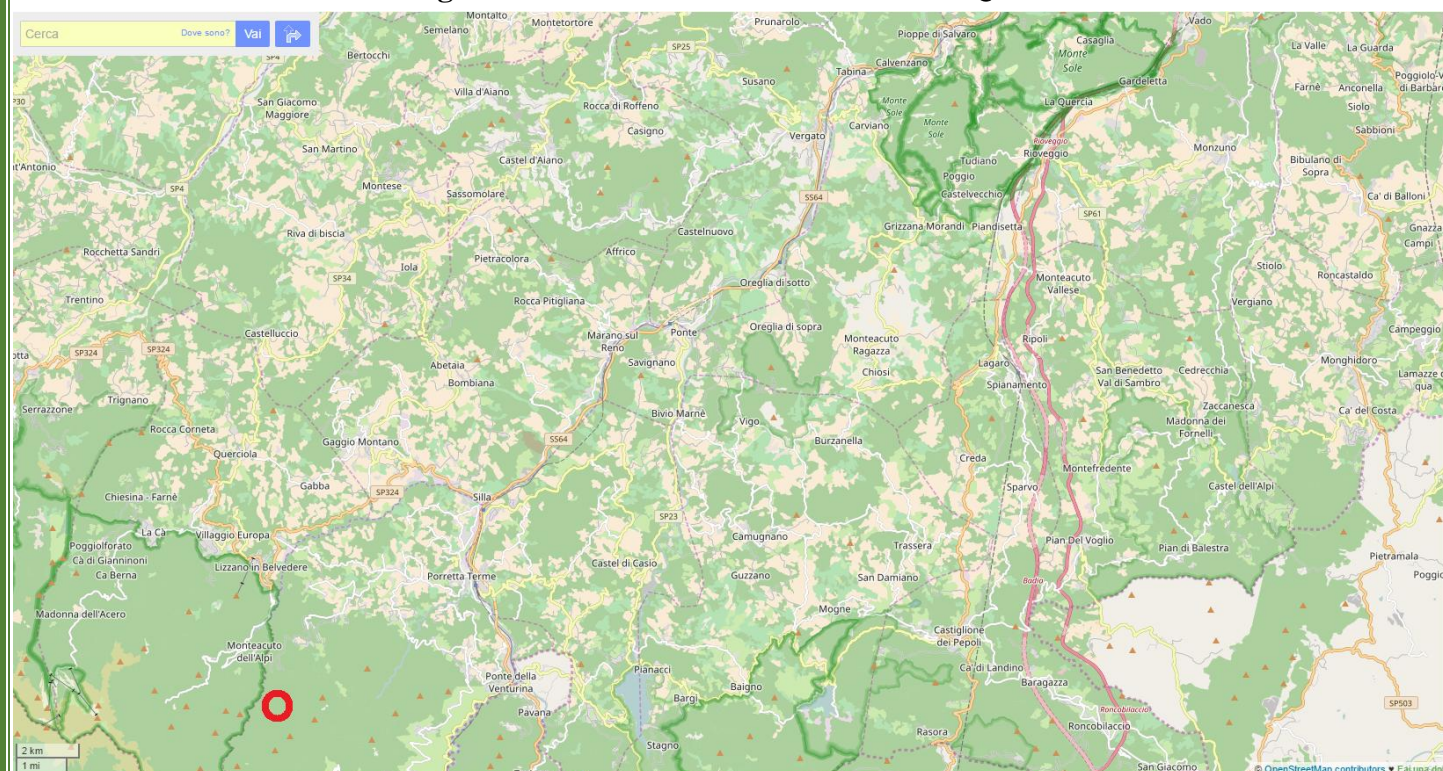 Cerca Dove sono? Vai
Montalto
Montetortore
Prunarolo
Vado
Semelano
Pioppe di Salvaro
Casaglia
La Valle
La Guarda
SP25
Monte
Sole
SP4
Bertocchi
Calvenzano
Tabina
Gardeletta
Susano
Villa d'Aiano
Farnè
Anconella
San Giacomo
Maggiore
Rocca di Roffeno
Monte
Sole
La Quercia
Siolo
Casigno
Vergato
Carviano
Monte
Sole
Sabbioni
San Martino
Rioveggio
Rioveggio
Monzuno
Castel d'Aiano
Tudiano
Bibulano di
Sopra
SP4
Montese
Poggio
Sassomolare
SS64
Castelvecchio
Ca' di Balloni
SP61
Riva di biscia
Castelnuovo
Grizzana Morandi
Piandisetta
Gnazza
Campi
Rocchetta Sandri
Affrico
Pietracolora
Iola
Stiolo
Roncastaldo
SP34
Monteacuto
Vallese
Oreglia di sotto
Trentino
Rocca Pitigliana
Vergiano
Castelluccio
Marano sul
Reno
Ponte
Oreglia di sopra
Monteacuto
Ragazza
Ripoli
Campeggio
SP324
SP324
Abetaia
Savignano
Lagaro
Monghidoro
Bombiana
Chiosi
Spianamento
San Benedetto
Val di Sambro
Cedrecchia
Trignano
Serrazzone
Bivio Marnè
Vigo
Zaccanesca
Ca' del Costa
Rocca Corneta
Madonna dei
Fornelli
Gaggio Montano
SS64
Burzanella
Querciola
Creda
Montefredente
Gabba
SP324
Silla
Sparvo
Castel dell'Alpi
Chiesina - Farnè
SP23
La Cà
Villaggio Europa
Camugnano
Trassera
Pian Del Voglio
Pian di Balestra
Poggiolforato
Cà di Gianninoni
Pietramala
Ca Berna
Lizzano in Belvedere
Castel di Casio
Porretta Terme
Guzzano
San Damiano
Badia
Madonna dell'Acero
Mogne
Castiglione
dei Pepoli
Monteacuto
dell'Alpi
Ca' di Landino
Pianacci
Ponte della
Venturina
Baragazza
Bargi
Baigno
Pavana
SP503
Roncobilaccio
Roncobilaccio
Rasora
Stagno
2 km
1 mi
San Giacomo
© OpenStreetMap contributors ♥